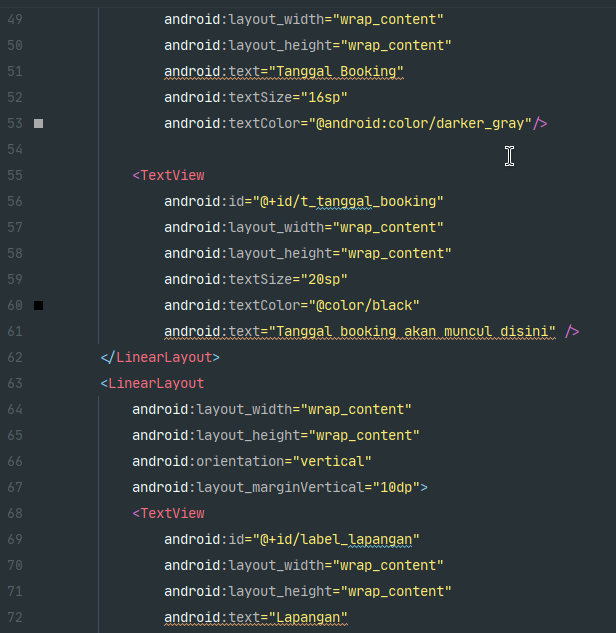 49 android:layout_width="wrap_content"
50 android:layout_height="wrap_content"
51 android:text="Tanggal Booking"
52 android:textSize="16sp"
53 android:textColor="@android:color/darker_gray"/>
54
55 <TextView
56 android:id="@+id/t_tanggal_booking"
57 android:layout_width="wrap_content"
58 android:layout_height="wrap_content"
59 android:textSize="20sp"
60 android:textColor="@color/black"
61 android:text="Tanggal booking akan muncul disini" />
62 </LinearLayout>
63 <LinearLayout
64 android:layout_width="wrap_content"
65 android:layout_height="wrap_content"
66 android:orientation="vertical"
67 android:layout_marginVertical="10dp">
68 <TextView
69 android:id="@+id/label_lapangan"
70 android:layout_width="wrap_content"
71 android:layout_height="wrap_content"
72 android:text="Lapangan"